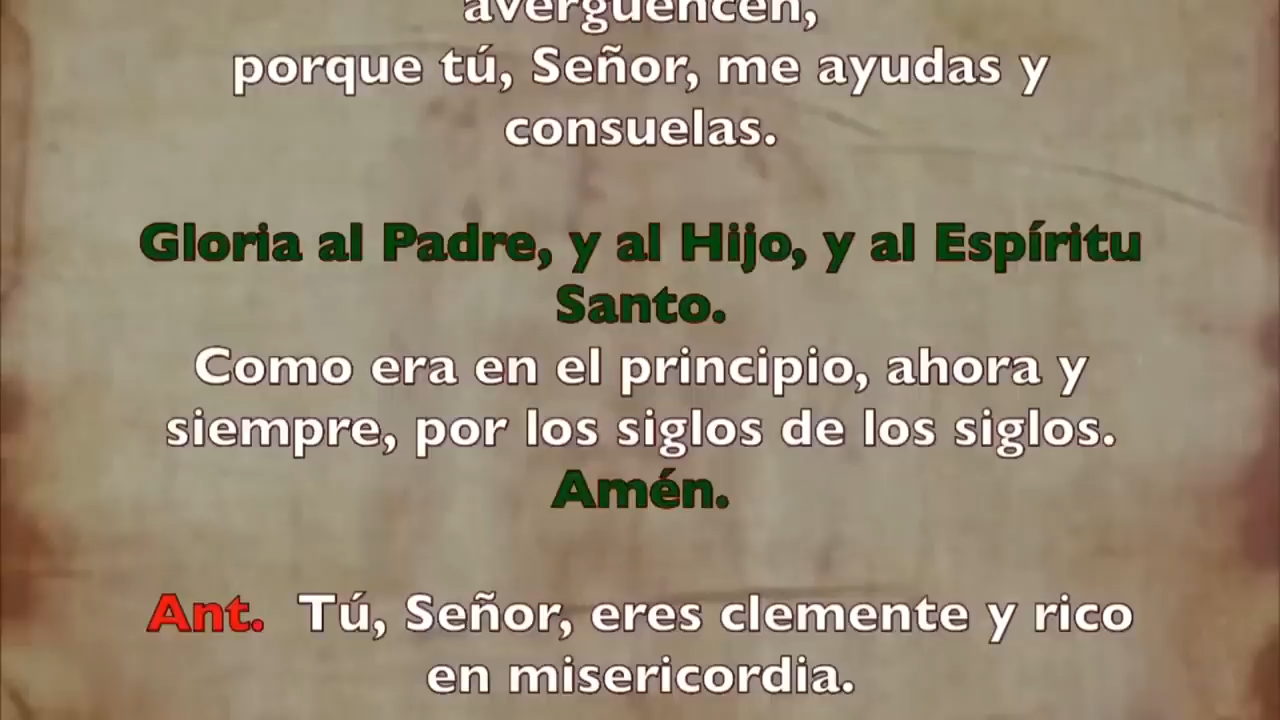 avergüencen,
porque tú, Señor, me ayudas y
consuelas.
Gloria al Padre, y al Hijo, y al Espíritu
Santo.
Como era en el principio, ahora y
siempre, por los siglos de los siglos.
Amén.
Ant. Tú, Señor, eres clemente y rico
en misericordia.